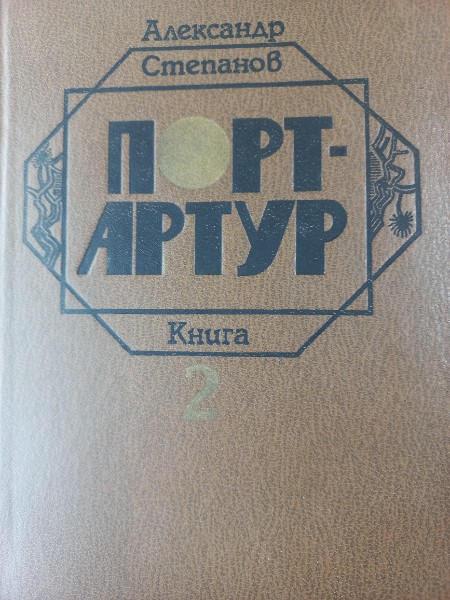 Александр
Степанов
ПОРТ-
АРТУР
Книга
2